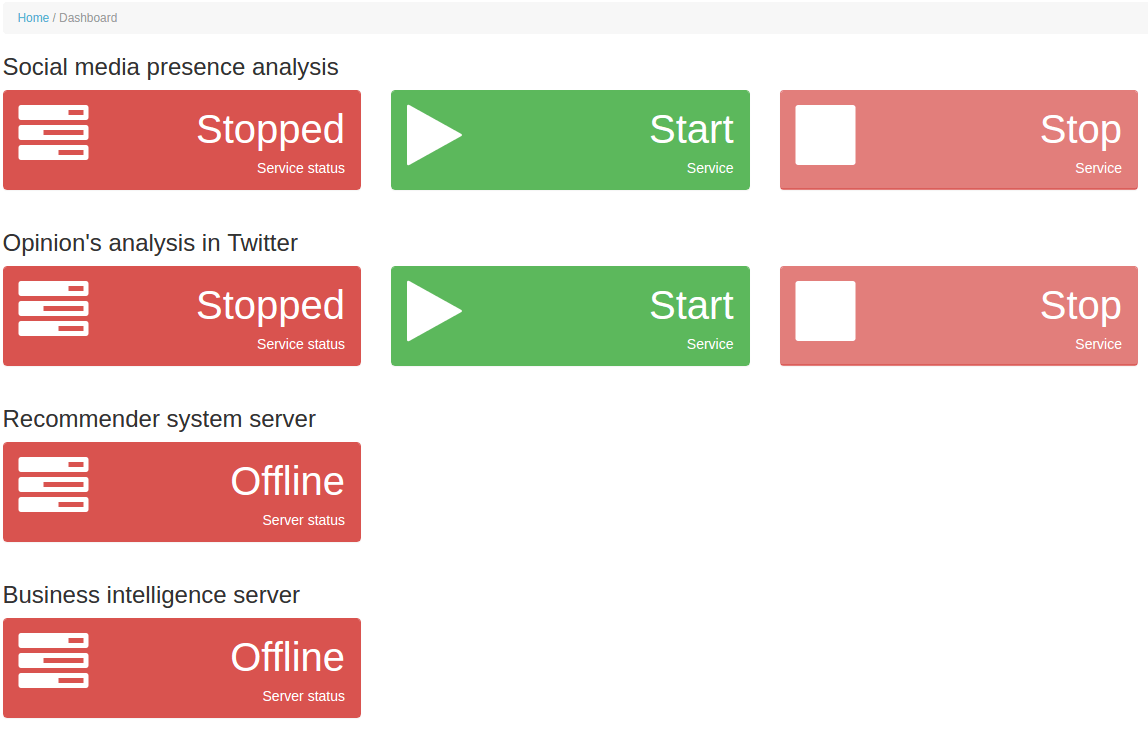 Home / Dashboard
Social media presence analysis
Stopped
Service status
Start
Service
Stop
Service
Opinion's analysis in Twitter
Stopped
Service status
Start
Service
Stop
Service
Recommender system server
Offline
Server status
Business intelligence server
Offline
Server status